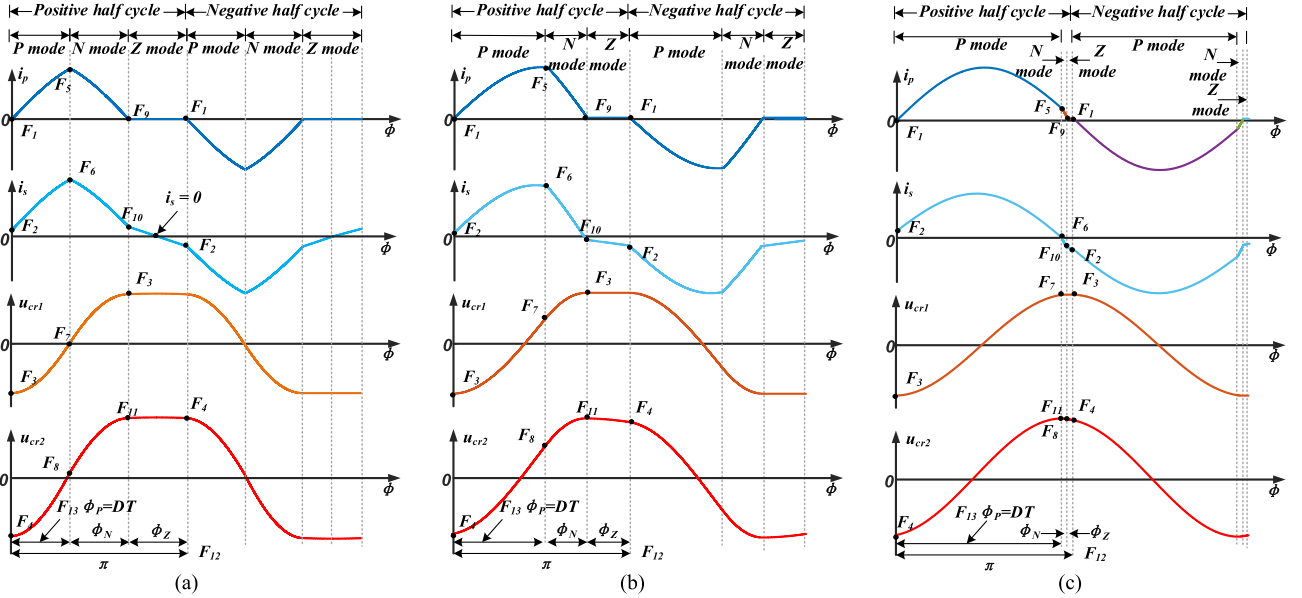 Positive half cycle Negative half cycle
P mode N mode Z mode P mode N mode Z mode
i_p
F_5
F_9 F_1
0
F_1
ϕ
i_s
F_6
i_s = 0
F_10
0
F_2
F_2
ϕ
u_cr1
F_3
F_7
0
ϕ
F_3
F_11 F_4
u_cr2
F_8
0
ϕ
F_4
F_13 ϕ_P=DT
ϕ_N ϕ_Z
F_12
π
(a)
Positive half cycle Negative half cycle
P mode N mode Z mode P mode N mode Z mode
i_p
F_5
F_9 F_1
0
F_1
ϕ
i_s
F_6
F_10
0
F_2
F_2
ϕ
u_cr1
F_3
F_7
0
ϕ
F_3
F_11 F_4
u_cr2
F_8
0
ϕ
F_4
F_13 ϕ_P=DT
ϕ_N ϕ_Z
F_12
π
(b)
Positive half cycle Negative half cycle
P mode P mode
N mode Z mode
N mode
Z mode
i_p
F_5 F_1
0
F_1
F_9
ϕ
i_s
F_6
0
F_2
F_10 F_2
ϕ
u_cr1
F_7 F_3
0
ϕ
F_3
F_11 F_4
u_cr2
F_8
0
ϕ
F_4
F_13 ϕ_P=DT
ϕ_N ϕ_Z
F_12
π
(c)